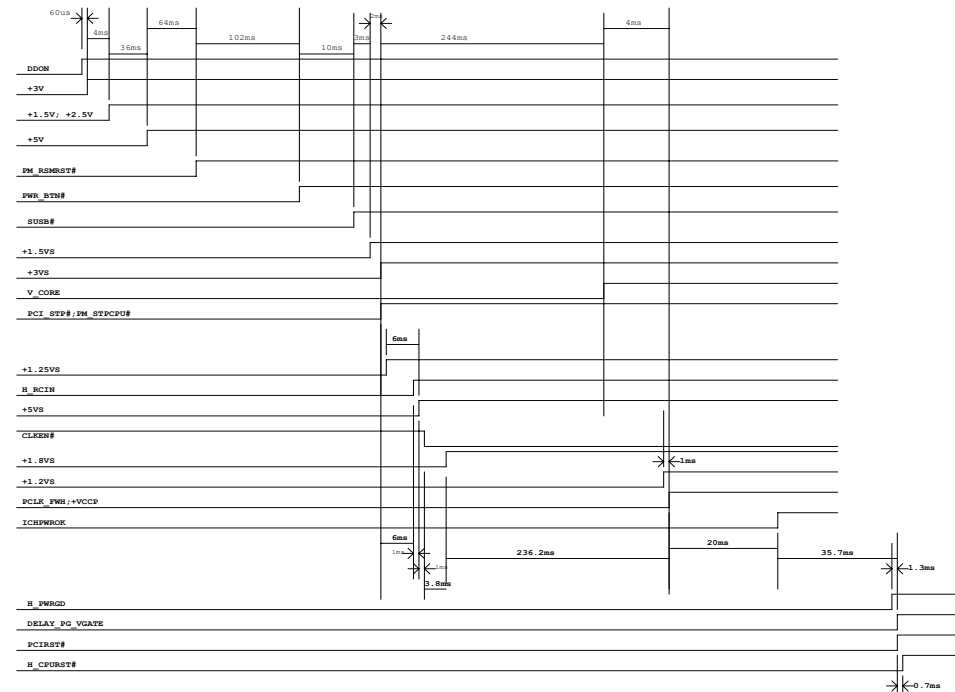 60us
64ms
2ms
4ms
4ms
102ms
3ms
244ms
36ms
10ms
DDON
+3V
+1.5V; +2.5V
+5V
PM_RSMRST#
PWR_BTN#
SUSB#
+1.5VS
+3VS
V_CORE
PCI_STP#;PM_STPCPU#
6ms
+1.25VS
H_RCIN
+5VS
CLKEN#
+1.8VS
1ms
+1.2VS
PCLK_FWH;+VCCP
ICHPWROK
6ms
20ms
1ms
236.2ms
35.7ms
1ms
1.3ms
3.8ms
H_PWRGD
DELAY_PG_VGATE
PCIRST#
H_CPURST#
0.7ms